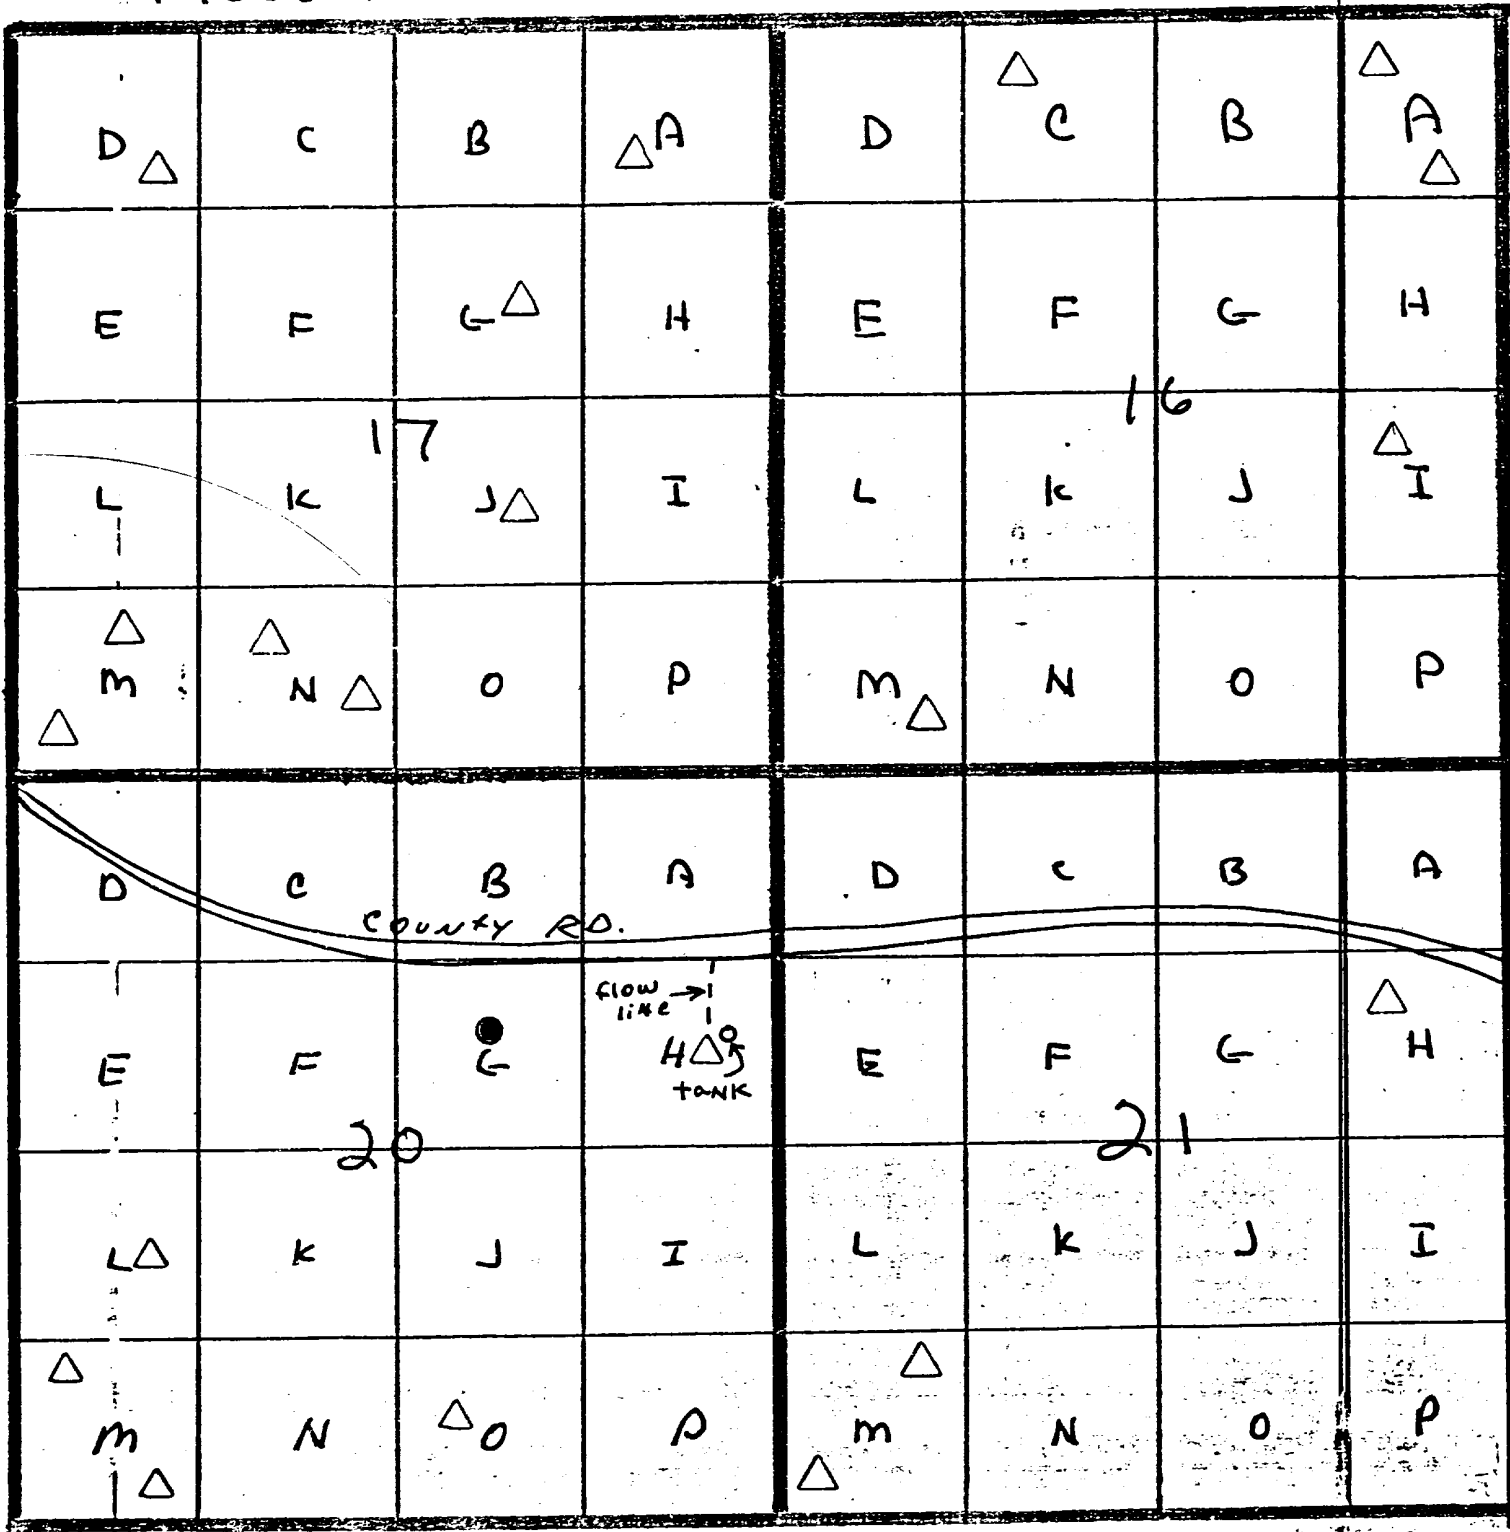 D C B A D C B A
E F G H E F G H
17 16
L K J I L K J I
M N O P M N O P
D C B A D C B A
COUNTY RD.
flow
line
E F G H E F G H
tank
20 21
L K J I L K J I
M N O P M N O P